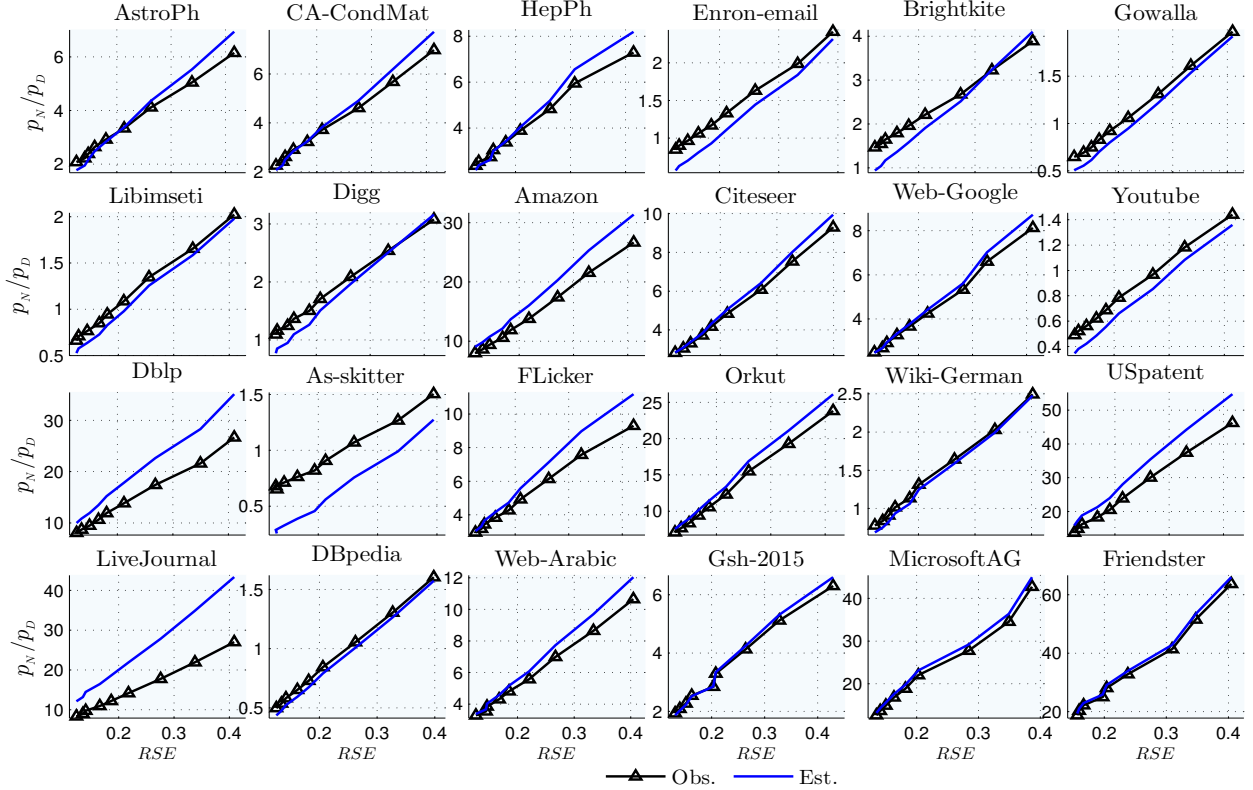 AstroPh CA-CondMat HepPh Enron-email Brightkite Gowalla
p_N/p_D
2 4 6
2 4 6
4 6 8
1 1.5 2
1 2 3 4
0.5 1 1.5
Libimseti Digg Amazon Citeseer Web-Google Youtube
p_N/p_D
0.5 1 1.5 2
1 2 3
10 20 30
4 6 8 10
4 6 8
0.4 0.6 0.8 1 1.2 1.4
Dblp As-skitter FLicker Orkut Wiki-German USpatent
p_N/p_D
10 20 30
0.5 1 1.5
4 6 8 10
10 15 20 25
1 1.5 2 2.5
20 30 40 50
LiveJournal DBpedia Web-Arabic Gsh-2015 MicrosoftAG Friendster
p_N/p_D
10 20 30 40
0.5 1 1.5
4 6 8 10 12
2 4 6
20 30 40
20 40 60
0.2 0.3 0.4 0.2 0.3 0.4 0.2 0.3 0.4 0.2 0.3 0.4 0.2 0.3 0.4 0.2 0.3 0.4
RSE RSE RSE RSE RSE RSE
Obs. Est.